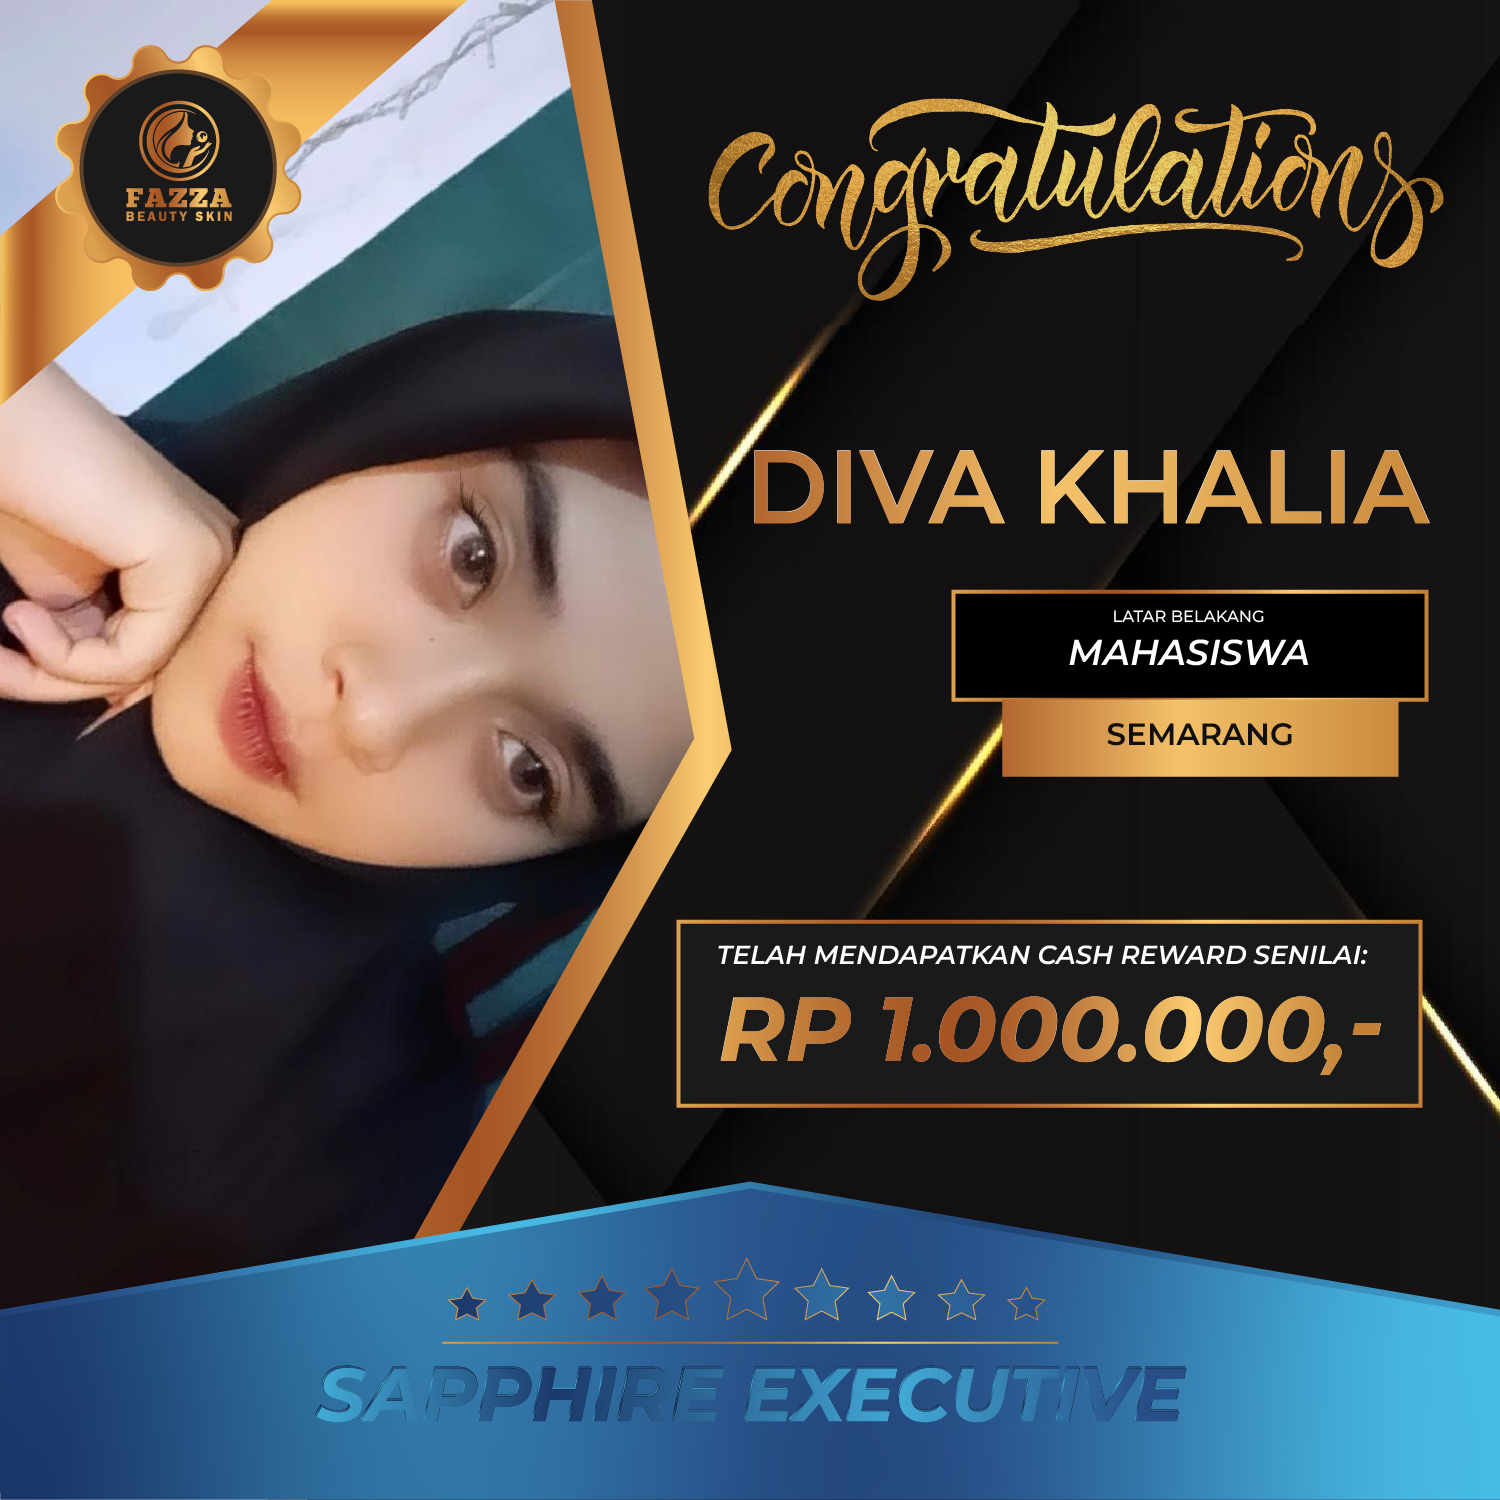 FAZZA
BEAUTY SKIN
Congratulations
DIVA KHALIA
LATAR BELAKANG
MAHASISWA
SEMARANG
TELAH MENDAPATKAN CASH REWARD SENILAI:
RP 1.000.000,-
SAPPHIRE EXECUTIVE